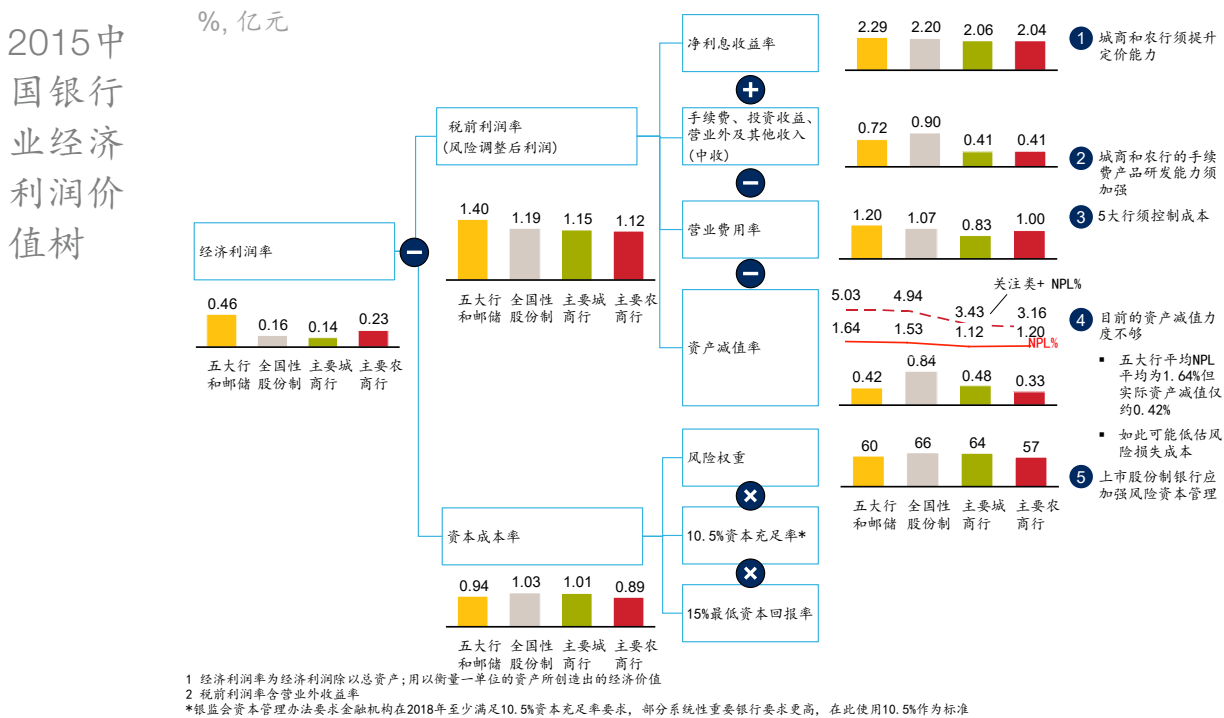 2015中
国银行
业经济
利润价
值树
%, 亿元
经济利润率
0.46
0.16
0.14
0.23
五大行
和邮储
全国性
股份制
主要城
商行
主要农
商行
税前利润率
(风险调整后利润)
1.40
1.19
1.15
1.12
五大行
和邮储
全国性
股份制
主要城
商行
主要农
商行
资本成本率
0.94
1.03
1.01
0.89
五大行
和邮储
全国性
股份制
主要城
商行
主要农
商行
净利息收益率
+
手续费、投资收益、
营业外及其他收入
(中收)
−
营业费用率
−
资产减值率
风险权重
×
10.5%资本充足率*
×
15%最低资本回报率
−
2.29
2.20
2.06
2.04
0.72
0.90
0.41
0.41
1.20
1.07
0.83
1.00
关注类+ NPL%
5.03
4.94
3.43
3.16
1.64
1.53
1.12
1.20
NPL%
0.42
0.84
0.48
0.33
60
66
64
57
五大行
和邮储
全国性
股份制
主要城
商行
主要农
商行
1 城商和农行须提升
定价能力
2 城商和农行的手续
费产品研发能力须
加强
3 5大行须控制成本
4 目前的资产减值力
度不够
▪ 五大行平均NPL
平均为1.64%但
实际资产减值仅
约0.42%
▪ 如此可能低估风
险损失成本
5 上市股份制银行应
加强风险资本管理
1 经济利润率为经济利润除以总资产;用以衡量一单位的资产所创造出的经济价值
2 税前利润率含营业外收益率
*银监会资本管理办法要求金融机构在2018年至少满足10.5%资本充足率要求, 部分系统性重要银行要求更高, 在此使用10.5%作为标准